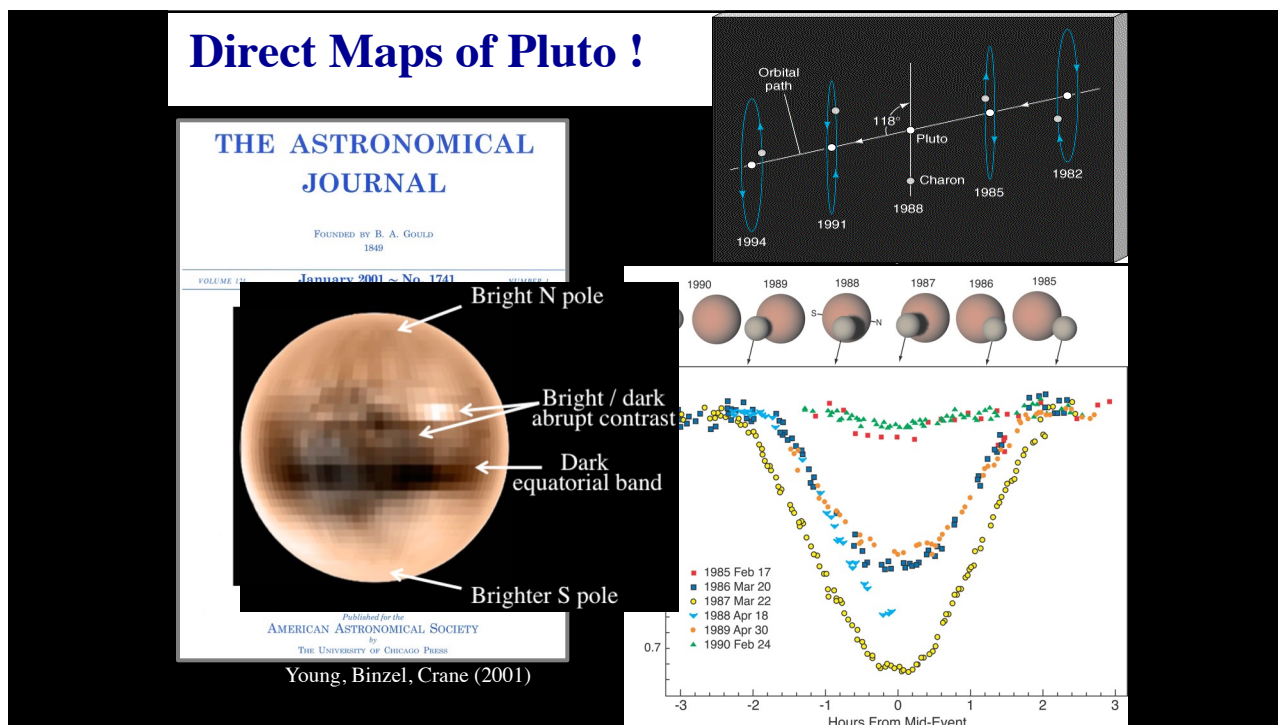 Direct Maps of Pluto !
THE ASTRONOMICAL
JOURNAL
FOUNDED BY B. A. GOULD
1849
VOLUME 121
January 2001 ~ No. 1741
NUMBER 1
Bright N pole
Bright / dark
abrupt contrast
Dark
equatorial band
Brighter S pole
Published for the
AMERICAN ASTRONOMICAL SOCIETY
by
THE UNIVERSITY OF CHICAGO PRESS
Young, Binzel, Crane (2001)
Orbital
path
118°
Pluto
Charon
1994
1991
1988
1985
1982
1990
1989
1988
1987
1986
1985
S
N
1985 Feb 17
1986 Mar 20
1987 Mar 22
1988 Apr 18
1989 Apr 30
1990 Feb 24
0.7
-3 -2 -1 0 1 2 3
Hours From Mid-Event